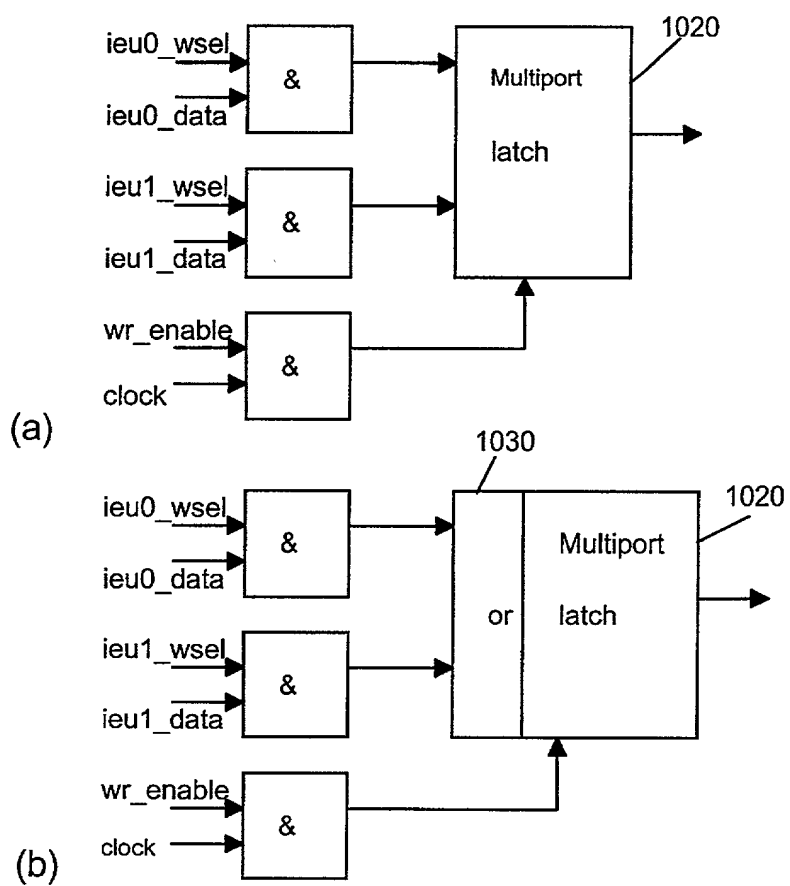 ieu0_wsel
&
ieu0_data
ieu1_wsel
&
ieu1_data
wr_enable
&
clock
Multiport
latch
1020
(a)
ieu0_wsel
&
ieu0_data
ieu1_wsel
&
ieu1_data
wr_enable
&
clock
1030
or
Multiport
latch
1020
(b)